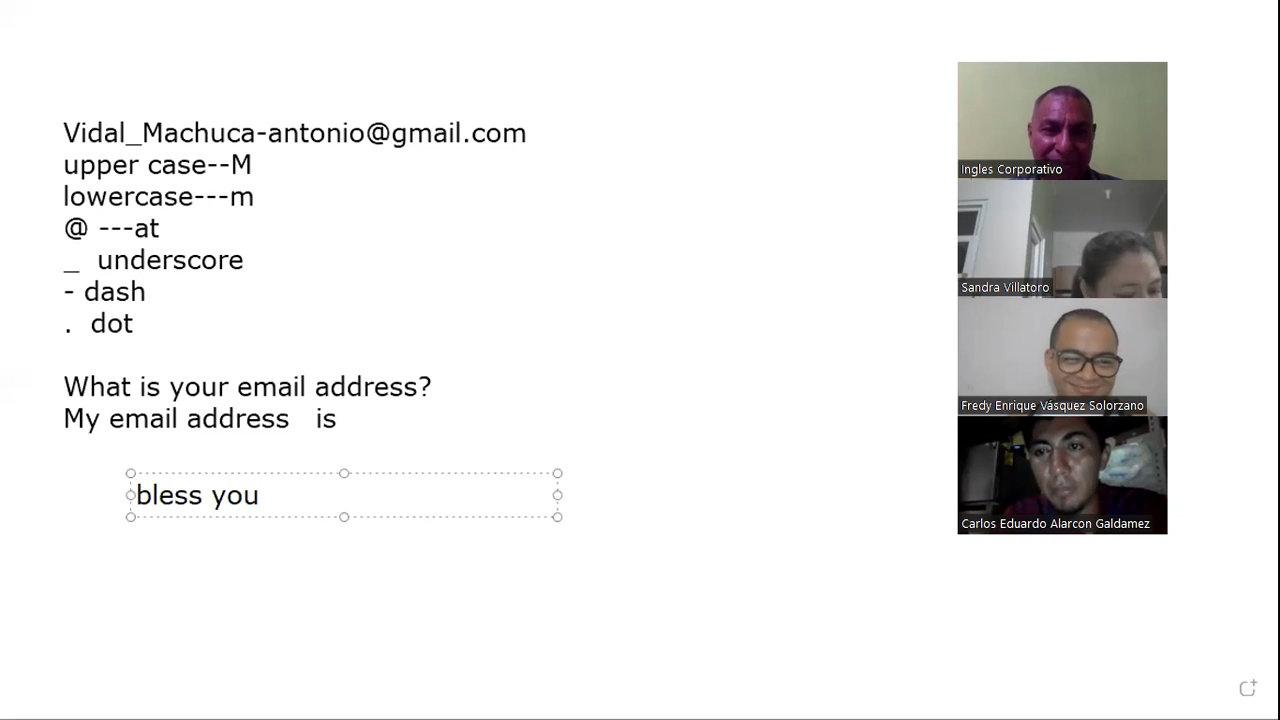 Vidal_Machuca-antonio@gmail.com
upper case--M
lowercase---m
@ ---at
_  underscore
- dash
.  dot
What is your email address?
My email address   is
bless you
Ingles Corporativo
Sandra Villatoro
Fredy Enrique Vásquez Solorzano
Carlos Eduardo Alarcon Galdamez